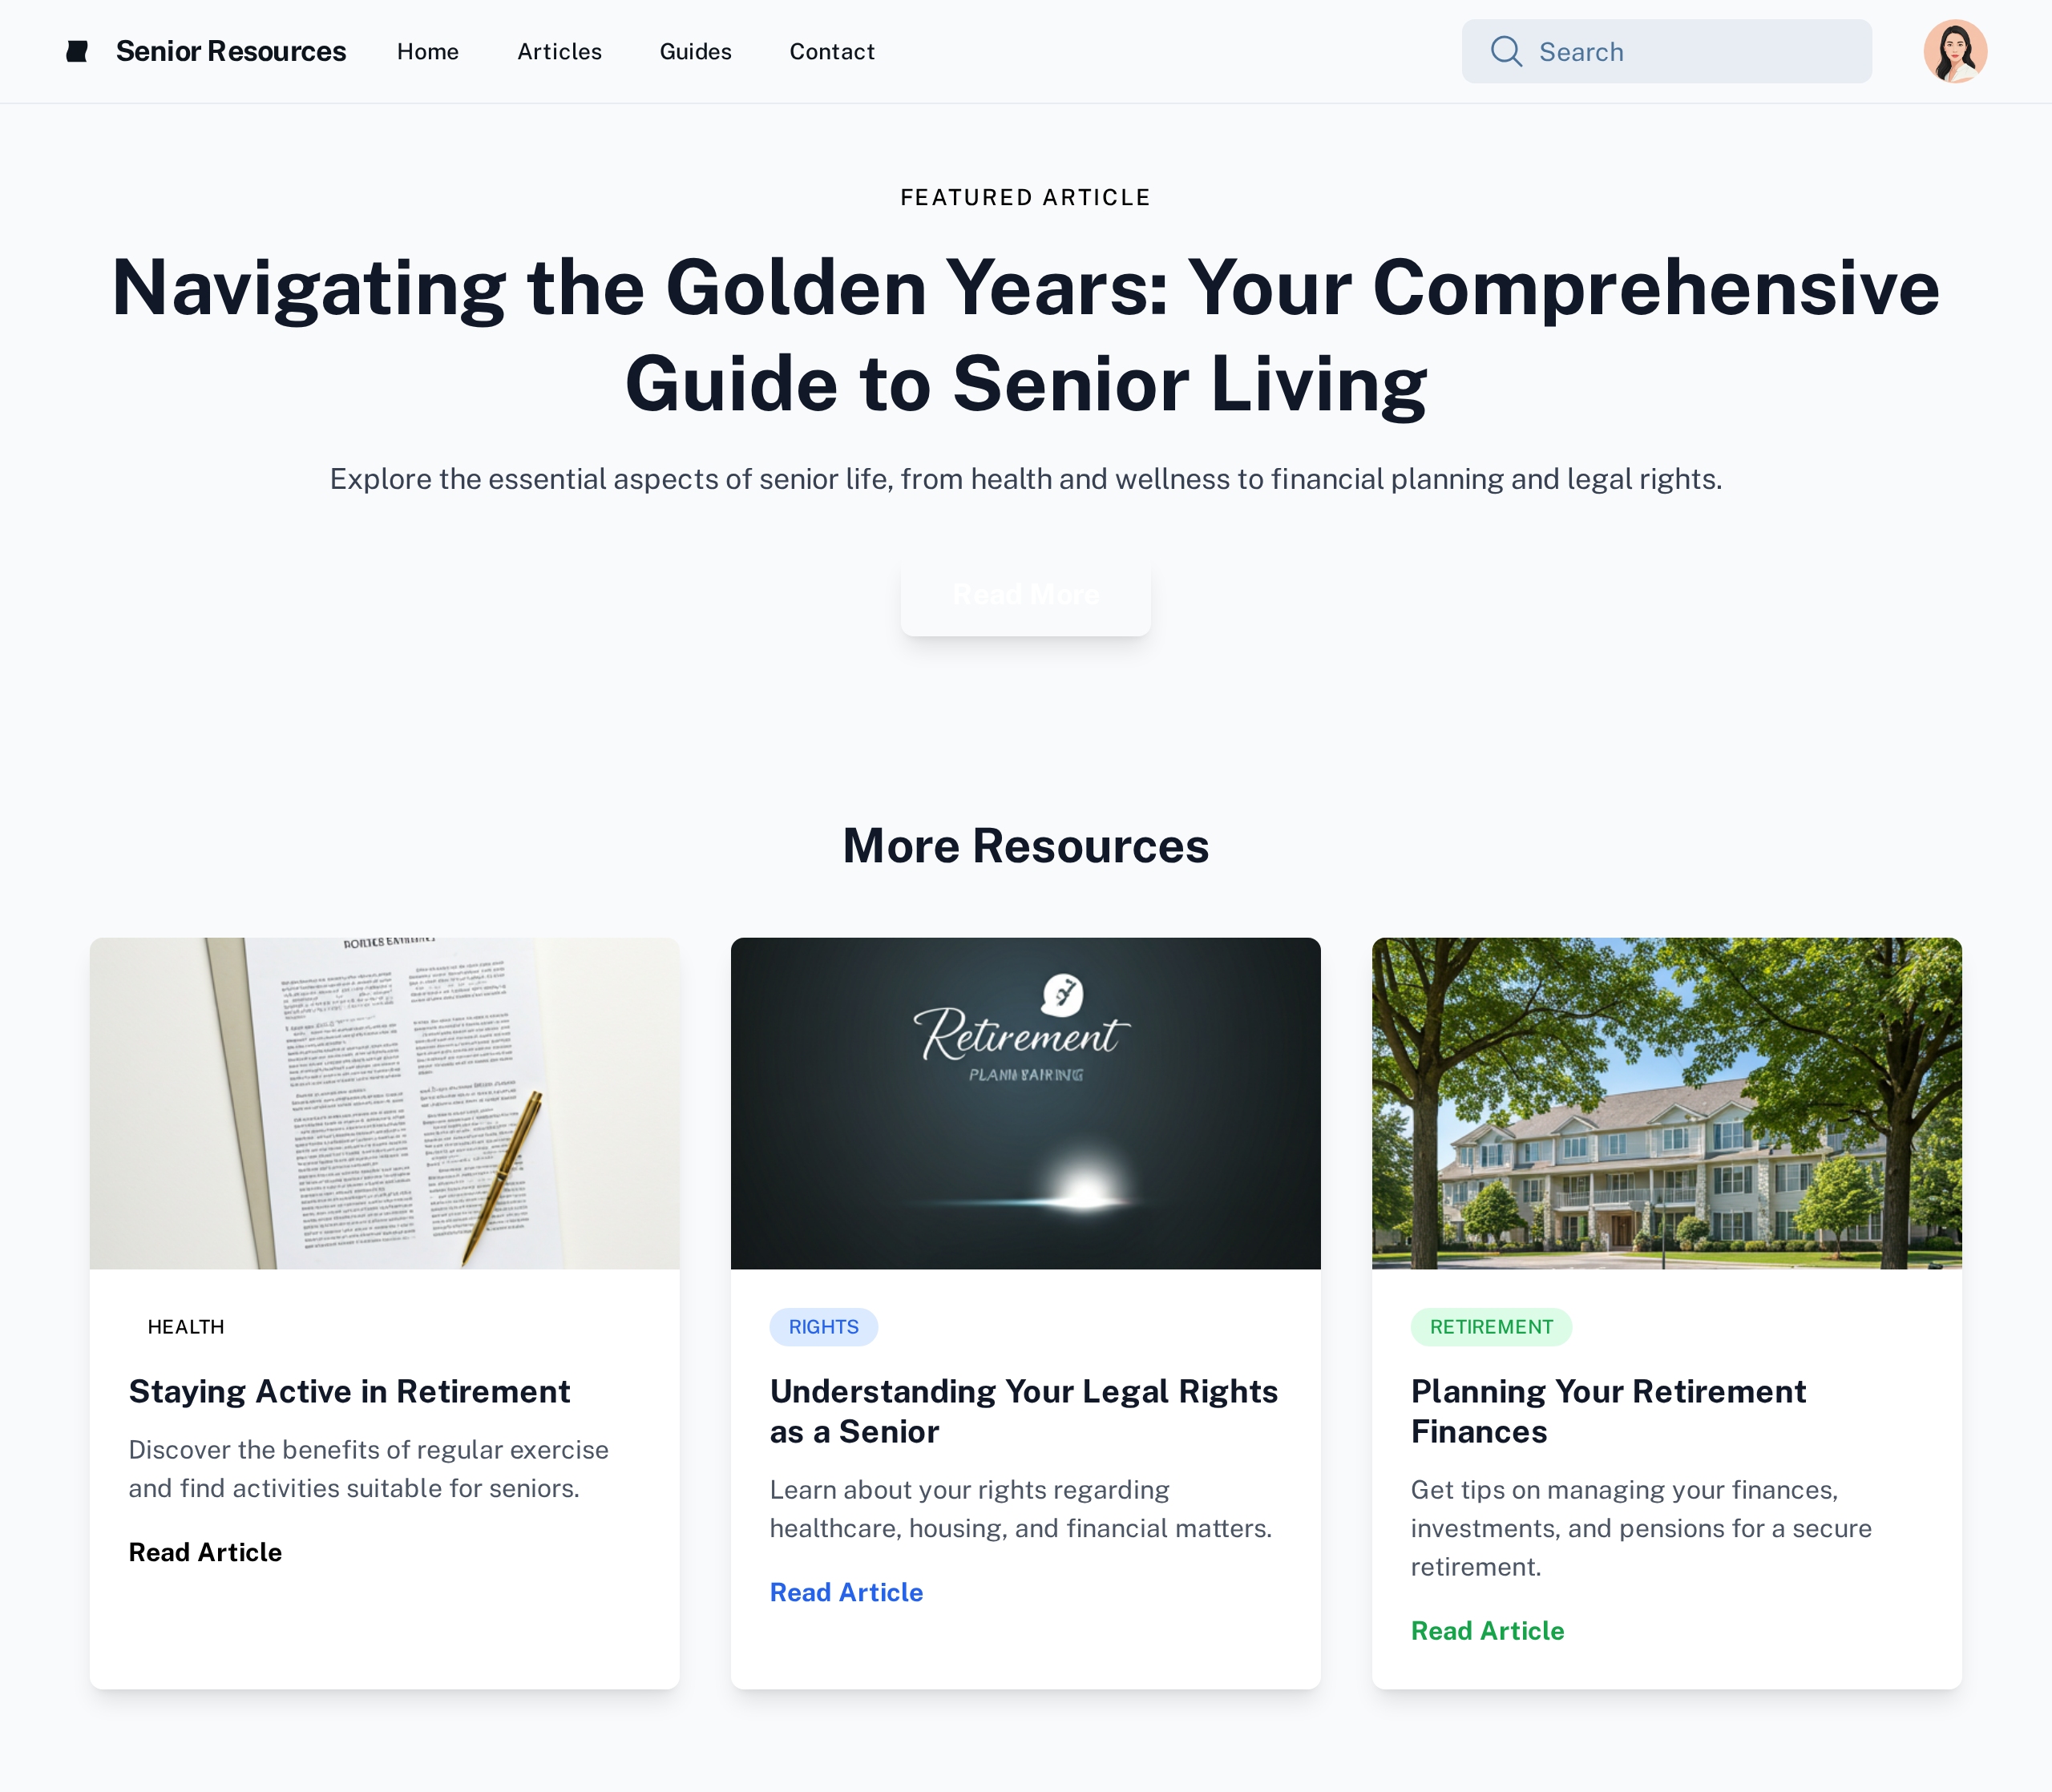 Senior Resources
Home
Articles
Guides
Contact
Search
FEATURED ARTICLE
Navigating the Golden Years: Your Comprehensive
Guide to Senior Living
Explore the essential aspects of senior life, from health and wellness to financial planning and legal rights.
Read More
More Resources
Retirement
HEALTH
Staying Active in Retirement
Discover the benefits of regular exercise
and find activities suitable for seniors.
Read Article
RIGHTS
Understanding Your Legal Rights
as a Senior
Learn about your rights regarding
healthcare, housing, and financial matters.
Read Article
RETIREMENT
Planning Your Retirement
Finances
Get tips on managing your finances,
investments, and pensions for a secure
retirement.
Read Article